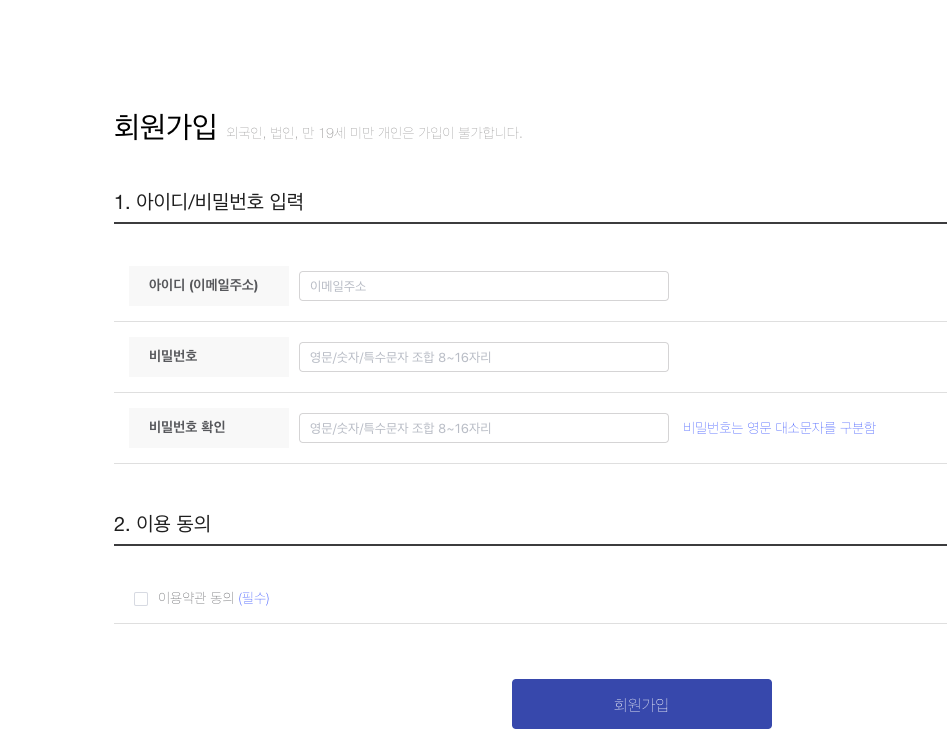 회원가입 외국인, 법인, 만 19세 미만 개인은 가입이 불가합니다.
1. 아이디/비밀번호 입력
아이디 (이메일주소) 이메일주소
비밀번호 영문/숫자/특수문자 조합 8~16자리
비밀번호 확인 영문/숫자/특수문자 조합 8~16자리 비밀번호는 영문 대소문자를 구분함
2. 이용 동의
이용약관 동의 (필수)
회원가입